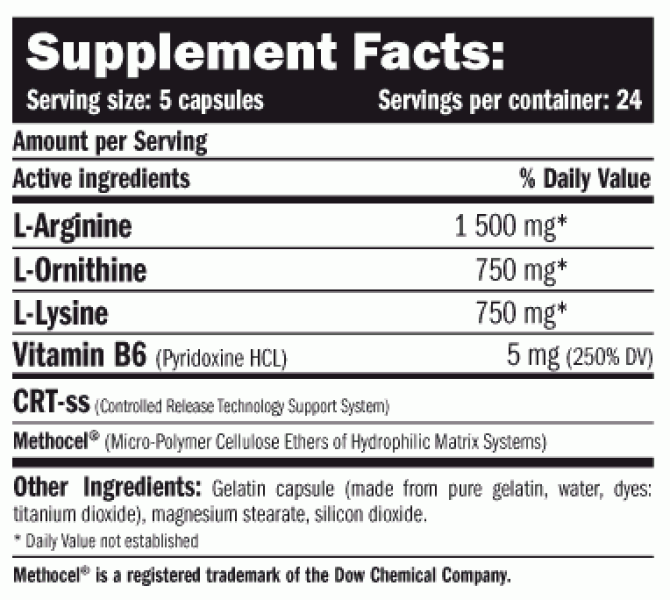 Supplement Facts:
Serving size: 5 capsules Servings per container: 24
Amount per Serving
Active ingredients % Daily Value
L-Arginine 1 500 mg*
L-Ornithine 750 mg*
L-Lysine 750 mg*
Vitamin B6 (Pyridoxine HCL) 5 mg (250% DV)
CRT-ss (Controlled Release Technology Support System)
Methocel® (Micro-Polymer Cellulose Ethers of Hydrophilic Matrix Systems)
Other Ingredients: Gelatin capsule (made from pure gelatin, water, dyes:
titanium dioxide), magnesium stearate, silicon dioxide.
* Daily Value not established
Methocel® is a registered trademark of the Dow Chemical Company.